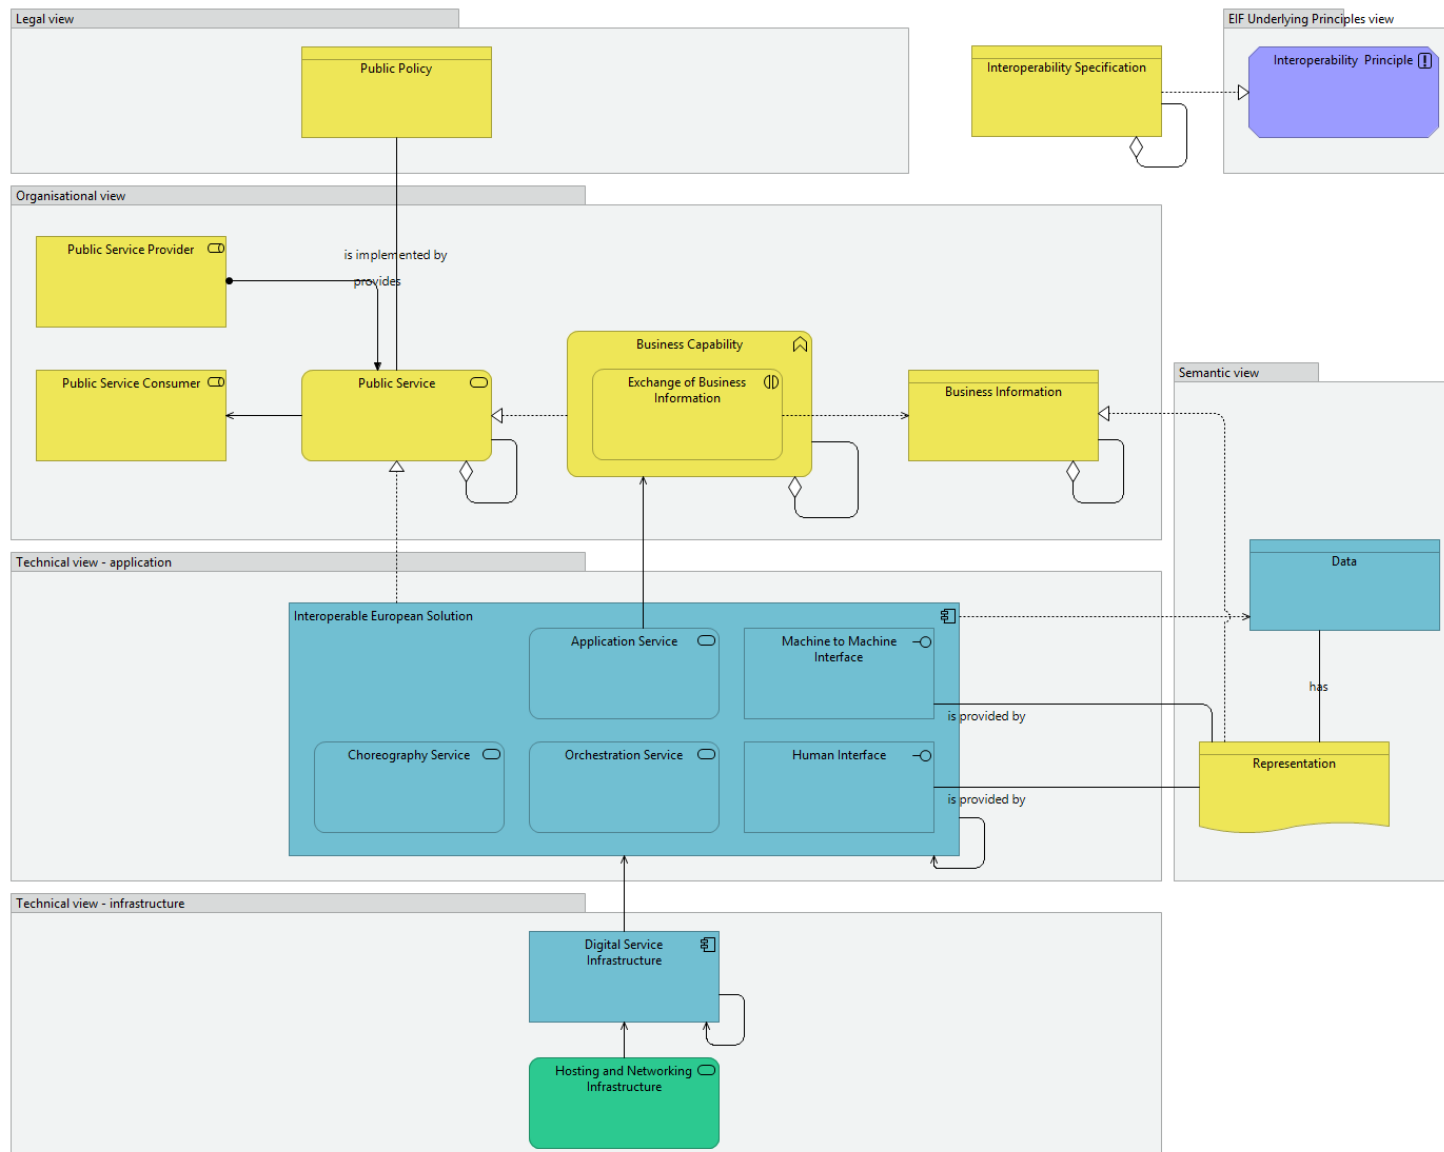 Legal view
EIF Underlying Principles view
Public Policy
Interoperability Specification
Interoperability  Principle
Organisational view
Public Service Provider
is implemented by
provides
Business Capability
Public Service Consumer
Public Service
Exchange of Business
Information
Business Information
Semantic view
Technical view - application
Data
Interoperable European Solution
Application Service
Machine to Machine
Interface
has
is provided by
Choreography Service
Orchestration Service
Human Interface
Representation
is provided by
Technical view - infrastructure
Digital Service
Infrastructure
Hosting and Networking
Infrastructure